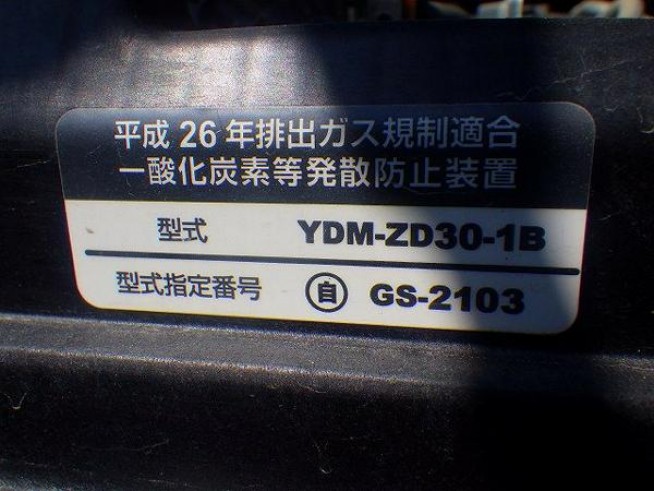 平成 26 年排出ガス規制適合
一酸化炭素等発散防止装置
型式 YDM-ZD30-1B
型式指定番号 ㊀自 GS-2103